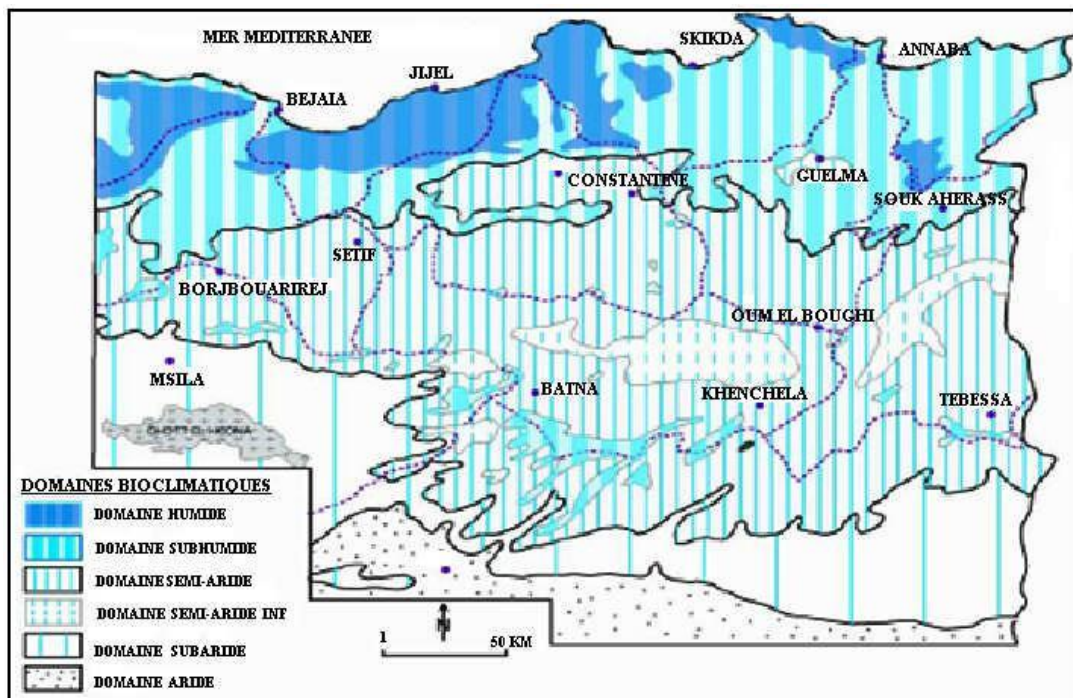 MER MEDITERRANEE
SKIKDA
ANNABA
JIJEL
BEJAIA
GUELMA
CONSTANTINE
SOUK AHERASS
SETIF
BORJBOUARIREJ
OUM EL BOUGHI
MSILA
BATNA
KHENCHELA
TEBESSA
DOMAINES BIOCLIMATIQUES
DOMAINE HUMIDE
DOMAINE SUBHUMIDE
DOMAINE SEMI-ARIDE
DOMAINE SEMI-ARIDE INF
DOMAINE SUBARIDE
DOMAINE ARIDE
N
1 50 KM